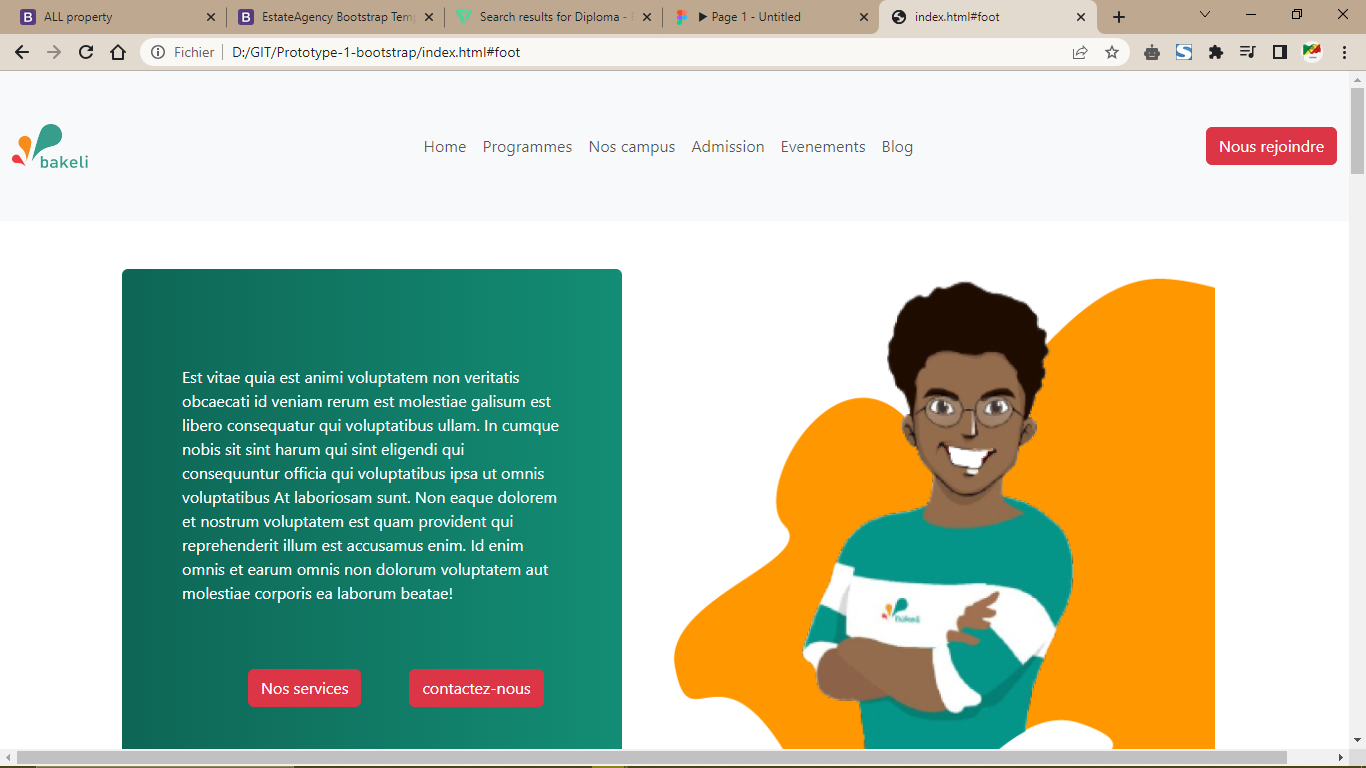 ALL property
EstateAgency Bootstrap Temp
Search results for Diploma -
Page 1 - Untitled
index.html#foot
Fichier
D:/GIT/Prototype-1-bootstrap/index.html#foot
bakeli
Home Programmes Nos campus Admission Evenements Blog
Nous rejoindre
Est vitae quia est animi voluptatem non veritatis
obcaecati id veniam rerum est molestiae galisum est
libero consequatur qui voluptatibus ullam. In cumque
nobis sit sint harum qui sint eligendi qui
consequuntur officia qui voluptatibus ipsa ut omnis
voluptatibus At laboriosam sunt. Non eaque dolorem
et nostrum voluptatem est quam provident qui
reprehenderit illum est accusamus enim. Id enim
omnis et earum omnis non dolorum voluptatem aut
molestiae corporis ea laborum beatae!
Nos services
contactez-nous